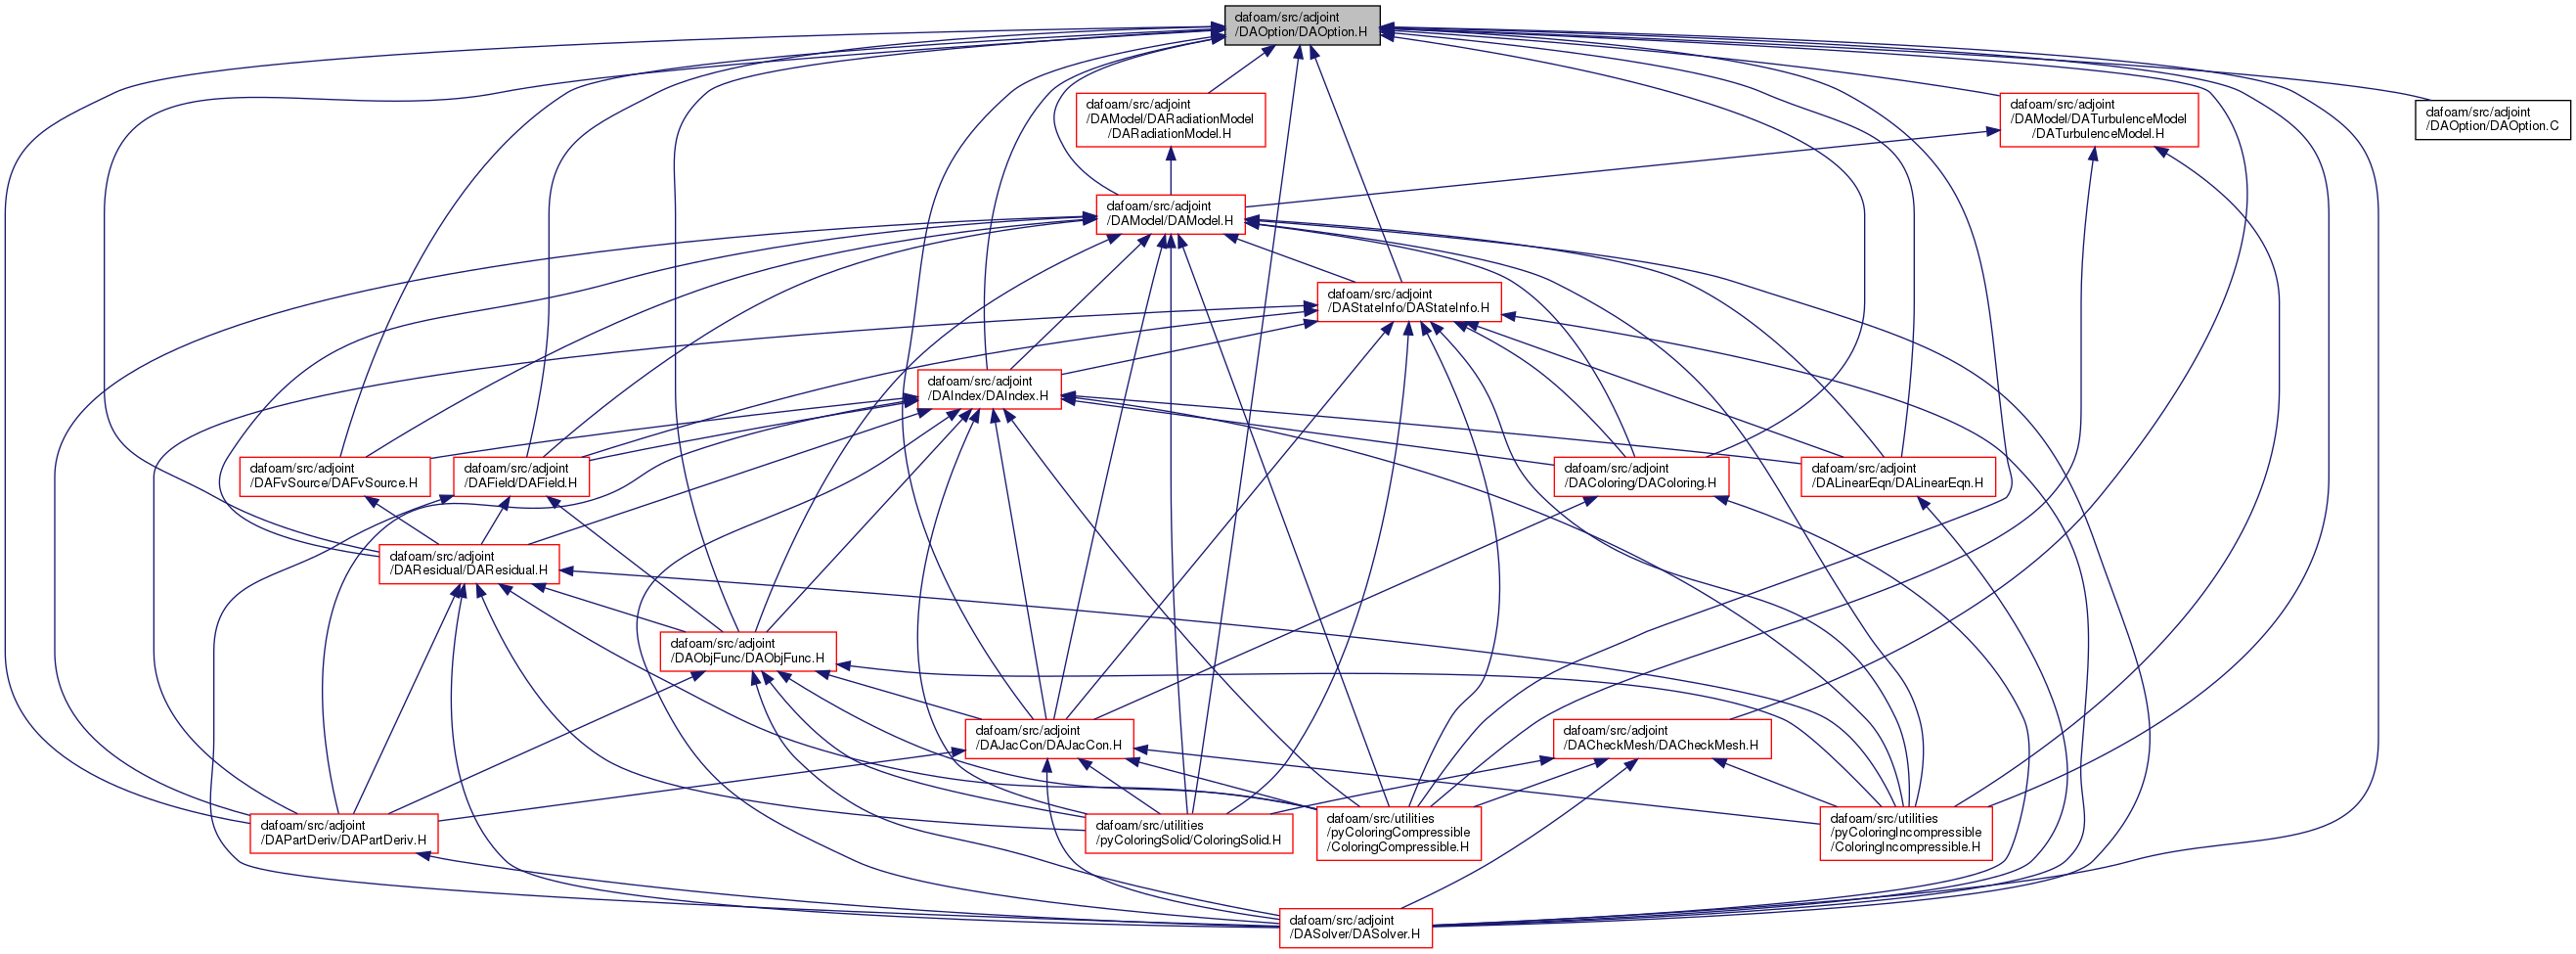 dafoam/src/adjoint
/DAOption/DAOption.H
dafoam/src/adjoint
/DAModel/DARadiationModel
/DARadiationModel.H
dafoam/src/adjoint
/DAModel/DATurbulenceModel
/DATurbulenceModel.H
dafoam/src/adjoint
/DAOption/DAOption.C
dafoam/src/adjoint
/DAModel/DAModel.H
dafoam/src/adjoint
/DAStateInfo/DAStateInfo.H
dafoam/src/adjoint
/DAIndex/DAIndex.H
dafoam/src/adjoint
/DAFvSource/DAFvSource.H
dafoam/src/adjoint
/DAField/DAField.H
dafoam/src/adjoint
/DAColoring/DAColoring.H
dafoam/src/adjoint
/DALinearEqn/DALinearEqn.H
dafoam/src/adjoint
/DAResidual/DAResidual.H
dafoam/src/adjoint
/DAObjFunc/DAObjFunc.H
dafoam/src/adjoint
/DAJacCon/DAJacCon.H
dafoam/src/adjoint
/DACheckMesh/DACheckMesh.H
dafoam/src/adjoint
/DAPartDeriv/DAPartDeriv.H
dafoam/src/utilities
/pyColoringSolid/ColoringSolid.H
dafoam/src/utilities
/pyColoringCompressible
/ColoringCompressible.H
dafoam/src/utilities
/pyColoringIncompressible
/ColoringIncompressible.H
dafoam/src/adjoint
/DASolver/DASolver.H